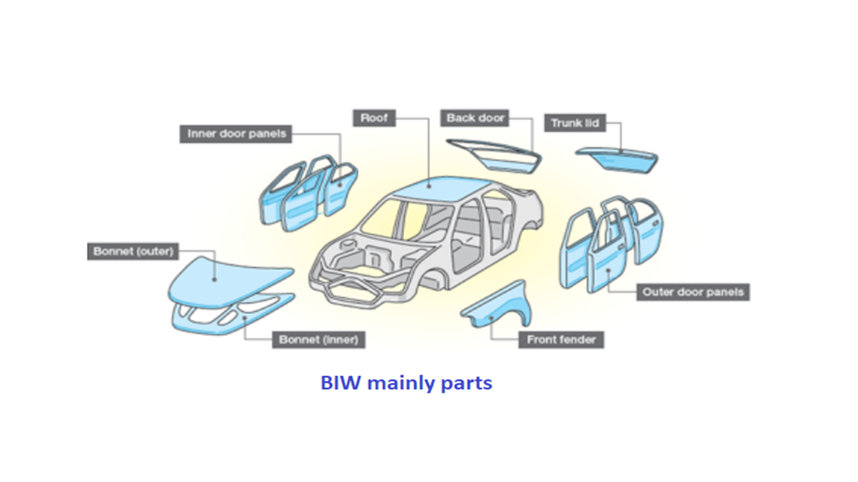 Roof
Back door
Trunk lid
Inner door panels
Bonnet (outer)
Outer door panels
Bonnet (inner)
Front fender
BIW mainly parts